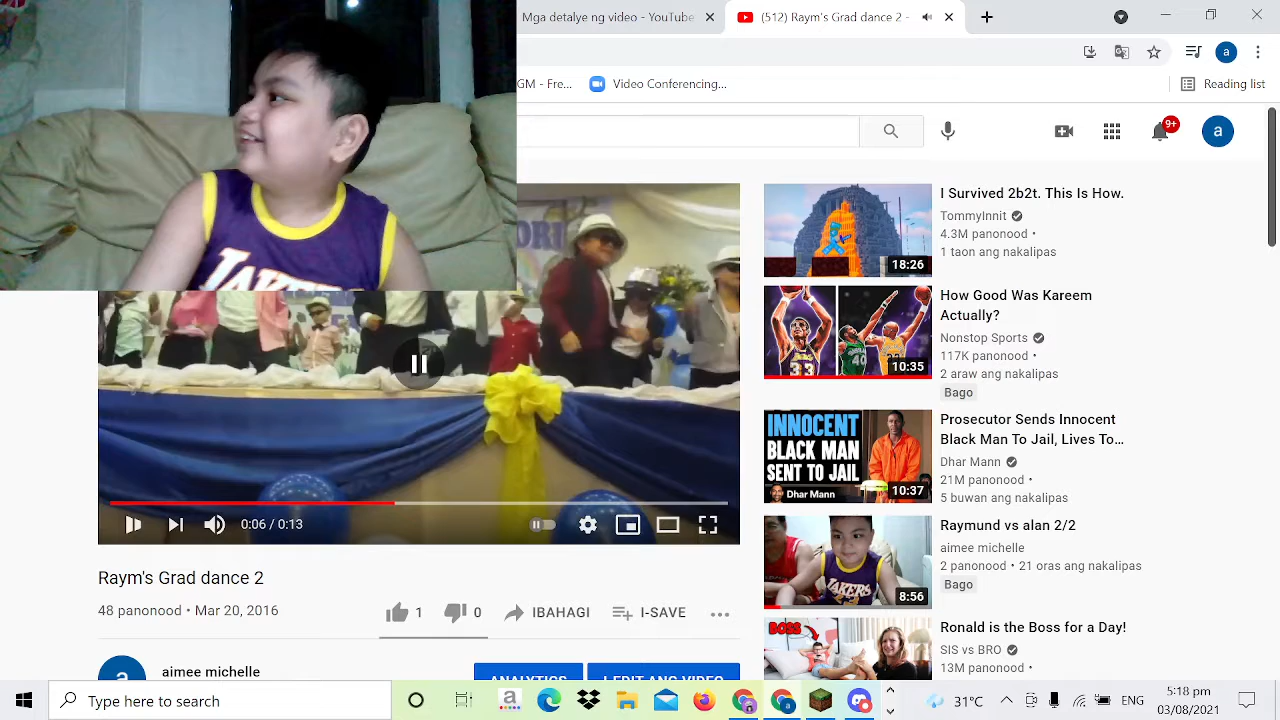 Mga detalye ng video - YouTube
(512) Raym's Grad dance 2 -
GM - Fre...
Video Conferencing...
Reading list
a
9+
a
LAKERS
I Survived 2b2t. This Is How.
TommyInnit
4.3M panonood •
1 taon ang nakalipas
18:26
How Good Was Kareem
Actually?
Nonstop Sports
117K panonood •
2 araw ang nakalipas
Bago
10:35
33
40
INNOCENT
BLACK MAN
SENT TO JAIL
Dhar Mann
10:37
Prosecutor Sends Innocent
Black Man To Jail, Lives To...
Dhar Mann
21M panonood •
5 buwan ang nakalipas
Raymund vs alan 2/2
aimee michelle
2 panonood • 21 oras ang nakalipas
Bago
8:56
BOSS
Ronald is the Boss for a Day!
SIS vs BRO
13M panonood •
0:06 / 0:13
Raym's Grad dance 2
48 panonood • Mar 20, 2016
1
0
IBAHAGI
I-SAVE
a
aimee michelle
ANALYTICS
I-EDIT ANG VIDEO
Type here to search
a
31°C
ENG
5:18 pm
03/08/2021